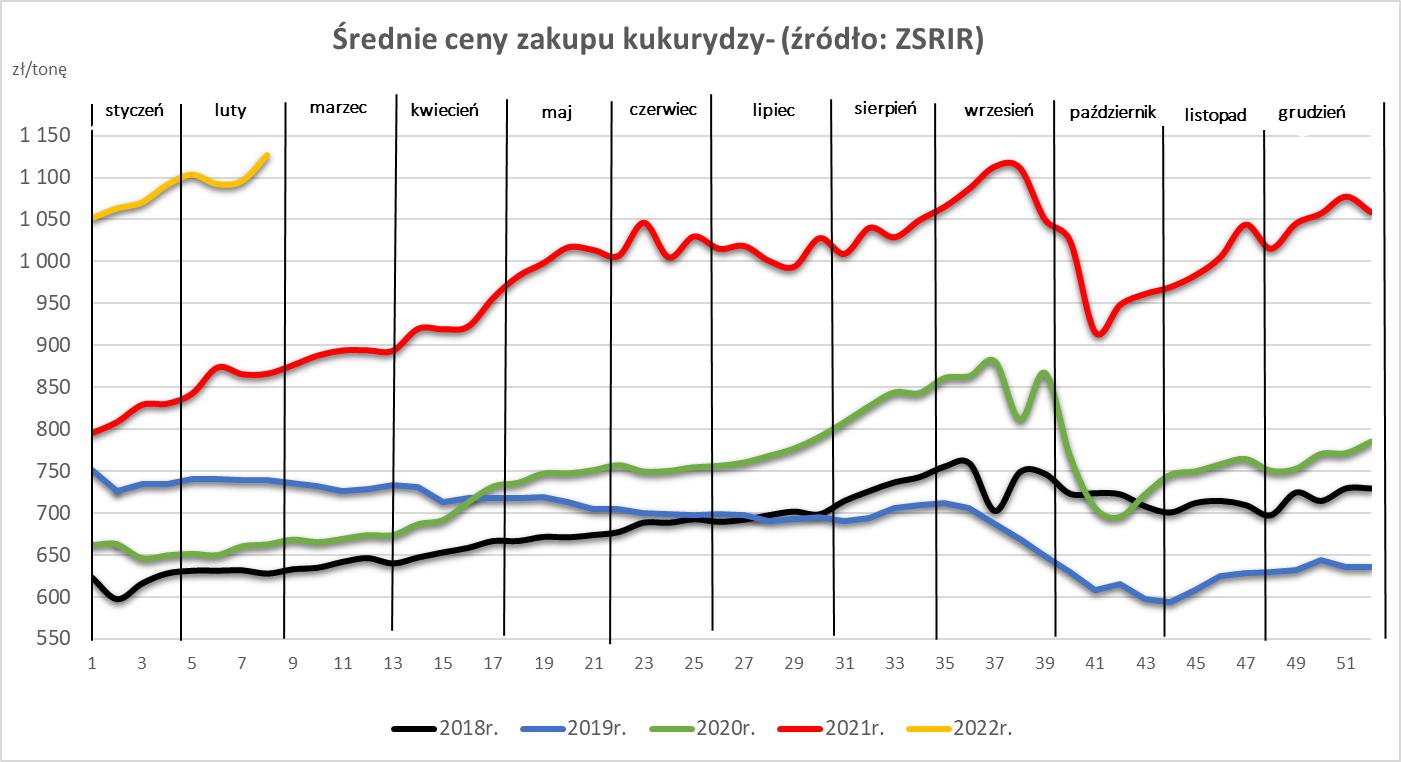 Średnie ceny zakupu kukurydzy- (źródło: ZSRIR)
zł/tonę
styczeń luty marzec kwiecień maj czerwiec lipiec sierpień wrzesień październik listopad grudzień
1 150
1 100
1 050
1 000
950
900
850
800
750
700
650
600
550
1 3 5 7 9 11 13 15 17 19 21 23 25 27 29 31 33 35 37 39 41 43 45 47 49 51
2018r. 2019r. 2020r. 2021r. 2022r.